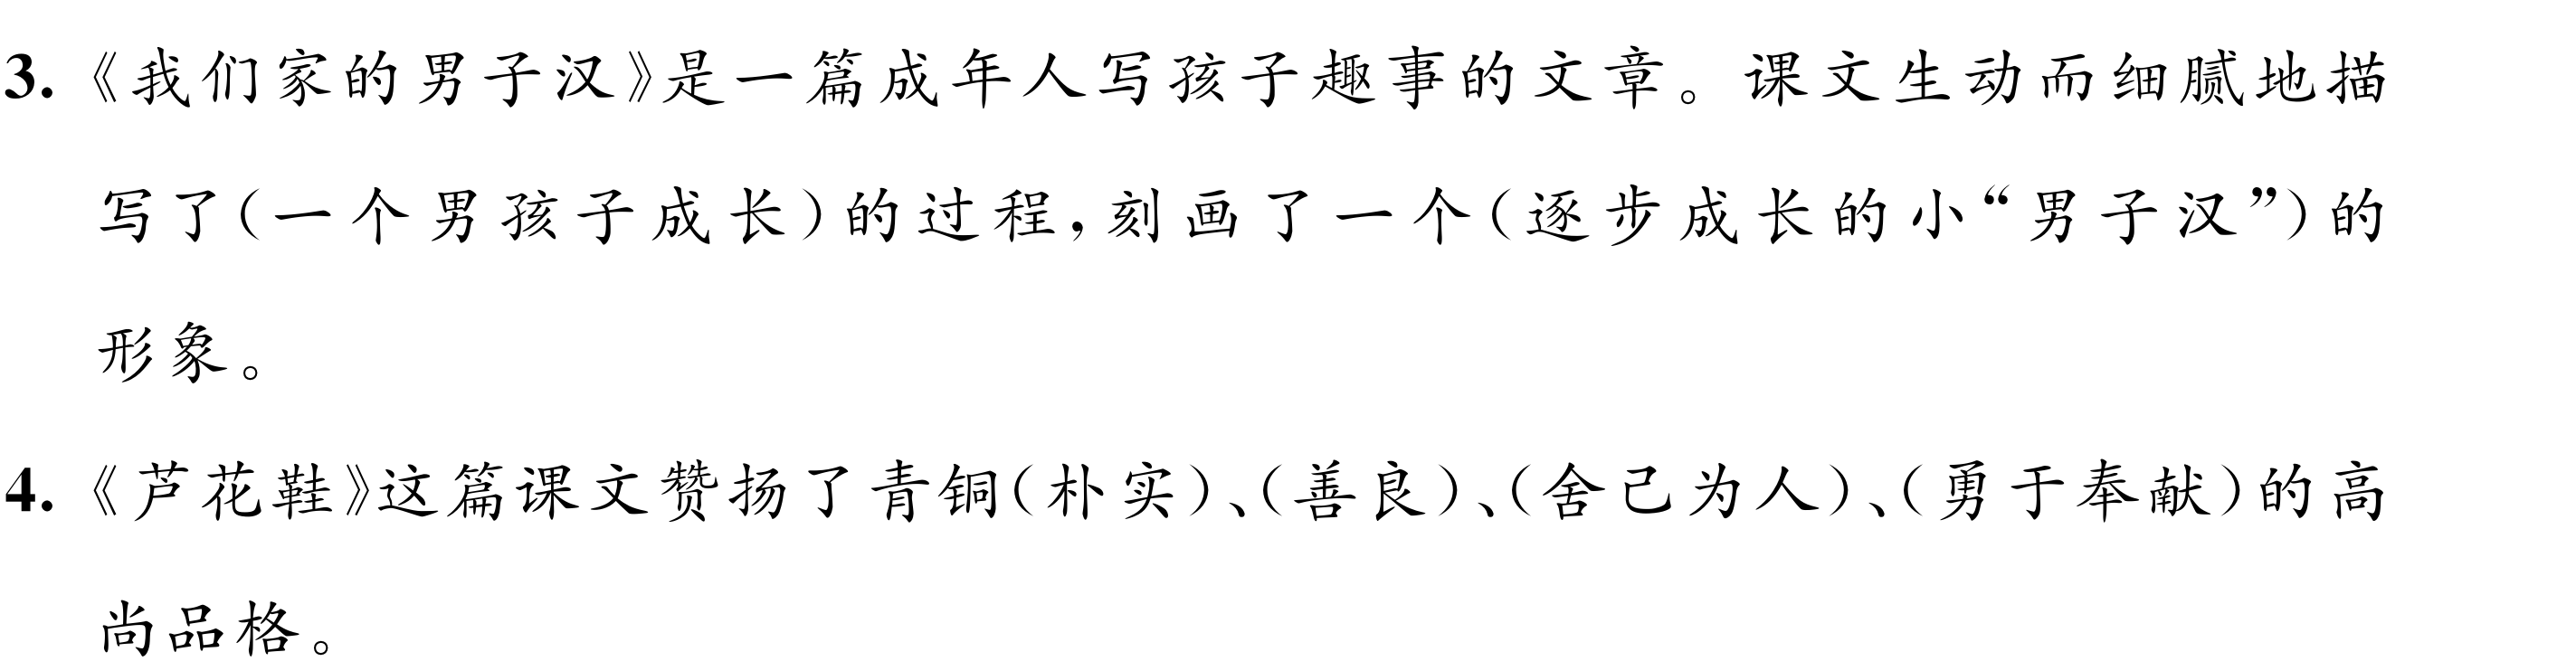 3.《我们家的男子汉》是一篇成年人写孩子趣事的文章。课文生动而细腻地描
写了(一个男孩子成长)的过程,刻画了一个(逐步成长的小“男子汉”)的
形象。
4.《芦花鞋》这篇课文赞扬了青铜(朴实)、(善良)、(舍己为人)、(勇于奉献)的高
尚品格。